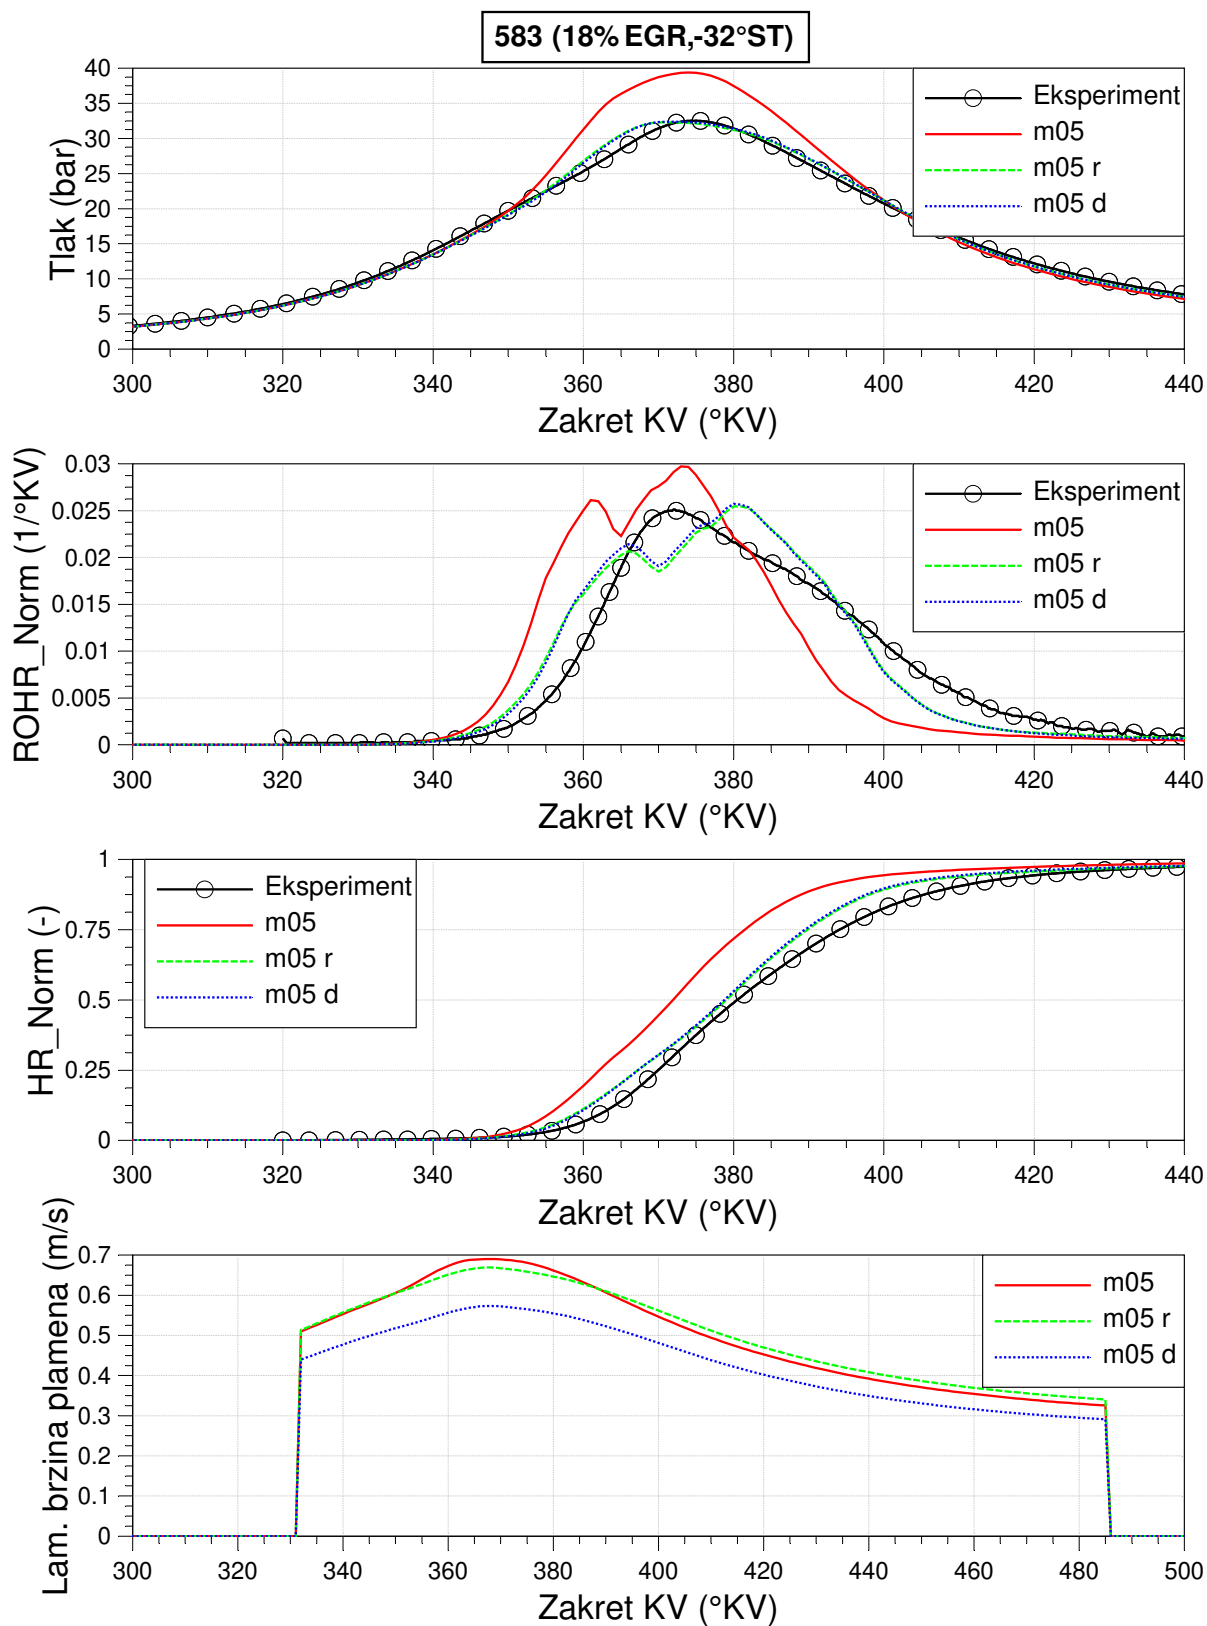 583 (18% EGR,-32°ST)
Tlak (bar)
40
35
30
25
20
15
10
5
0
300 320 340 360 380 400 420 440
Zakret KV (°KV)
Eksperiment
m05
m05 r
m05 d
ROHR_Norm (1/°KV)
0.03
0.025
0.02
0.015
0.01
0.005
0
300 320 340 360 380 400 420 440
Zakret KV (°KV)
Eksperiment
m05
m05 r
m05 d
HR_Norm (-)
1
0.75
0.5
0.25
0
300 320 340 360 380 400 420 440
Zakret KV (°KV)
Eksperiment
m05
m05 r
m05 d
Lam. brzina plamena (m/s)
0.7
0.6
0.5
0.4
0.3
0.2
0.1
0
300 320 340 360 380 400 420 440 460 480 500
Zakret KV (°KV)
m05
m05 r
m05 d